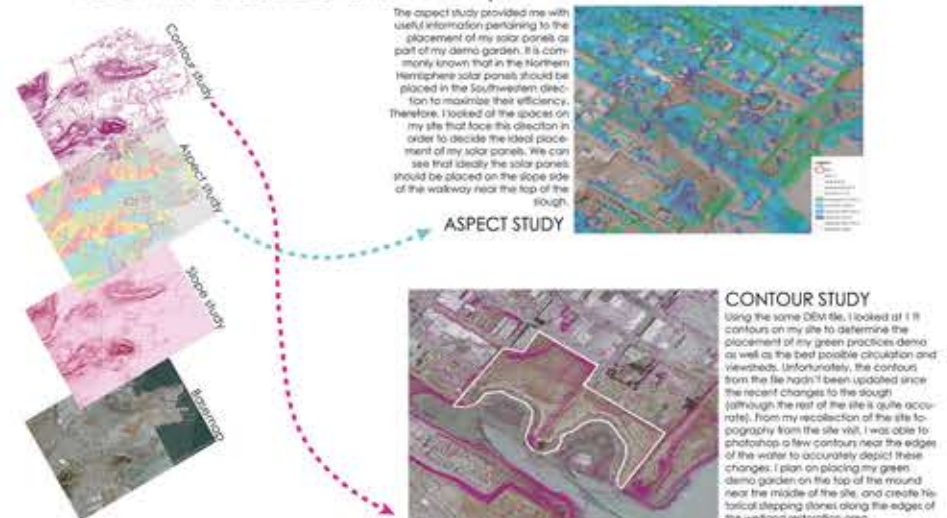 The aspect study provided me with
useful information pertaining to the
placement of my solar panels as
part of my demo garden. It is com-
monly known that in the Northern
Hemisphere solar panels should be
placed in the Southwestern direc-
tion to maximize their efficiency.
Therefore, I looked at the spaces on
my site that face this direction in
order to decide the ideal place-
ment of my solar panels. We can
see that ideally the solar panels
should be placed on the slope side
of the walkway near the top of the
slough.
ASPECT STUDY
Contour study
Aspect study
Slope study
Basemap
CONTOUR STUDY
Using the same DEM file, I looked at 1 ft
contours on my site to determine the
placement of my green practices demo
as well as the best possible circulation and
viewsheds. Unfortunately, the contours
from the file hadn't been updated since
the recent changes to the slough
(although the rest of the site is quite accu-
rate). From my recollection of the site to-
pography from the site visit, I was able to
photoshop a few contours near the edges
of the water to accurately depict these
changes. I plan on placing my green
demo garden on the top of the mound
near the middle of the site, and create his-
torical stepping stones along the edges of
the wetland restoration area